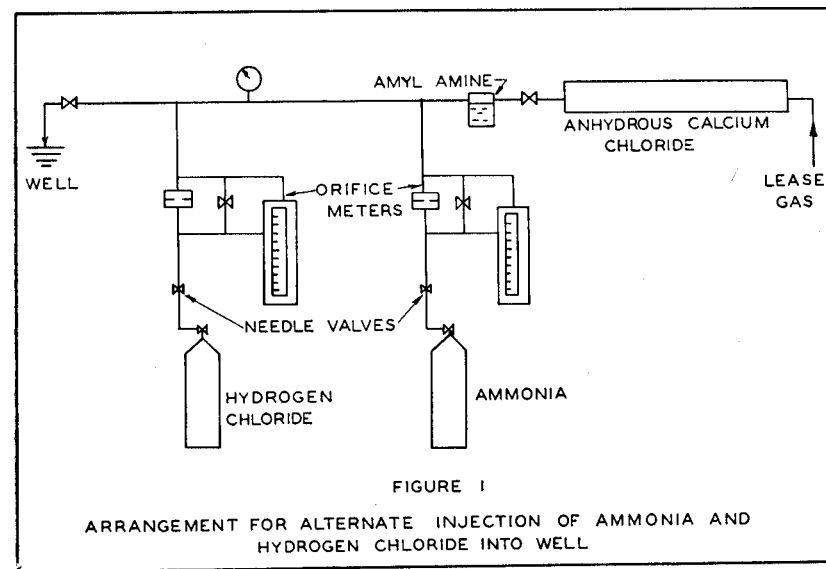 AMYL AMINE
ANHYDROUS CALCIUM
CHLORIDE
LEASE
GAS
WELL
ORIFICE
METERS
NEEDLE VALVES
HYDROGEN
CHLORIDE
AMMONIA
FIGURE 1
ARRANGEMENT FOR ALTERNATE INJECTION OF AMMONIA AND
HYDROGEN CHLORIDE INTO WELL